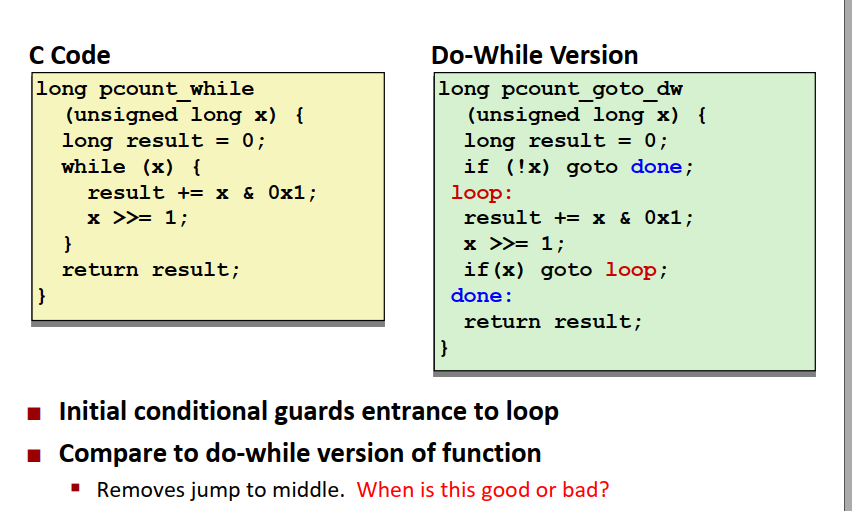 C Code
long pcount_while
(unsigned long x) {
long result = 0;
while (x) {
result += x & 0x1;
x >>= 1;
}
return result;
}
Do-While Version
long pcount_goto_dw
(unsigned long x) {
long result = 0;
if (!x) goto done;
loop:
result += x & 0x1;
x >>= 1;
if(x) goto loop;
done:
return result;
}
Initial conditional guards entrance to loop
Compare to do-while version of function
Removes jump to middle. When is this good or bad?